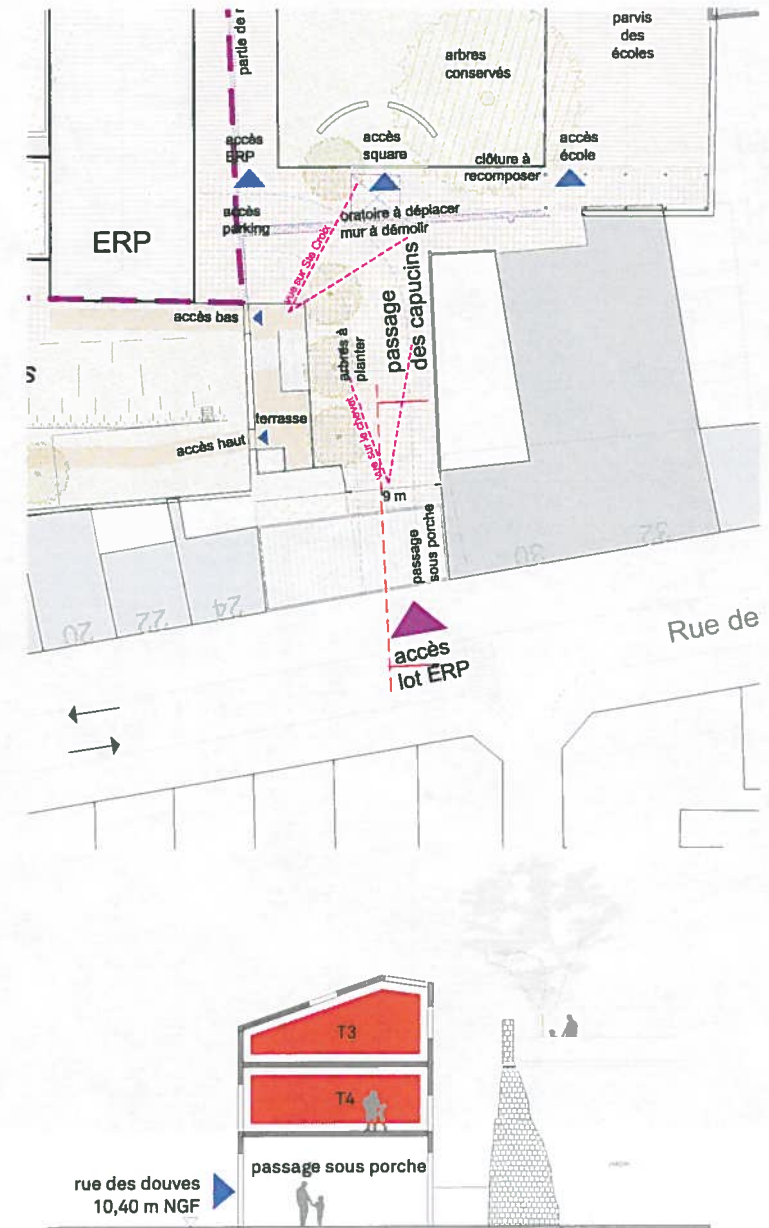 partie de r
parvis
des
écoles
arbres
conservés
accès
ERP
accès
square
clôture à
recomposer
accès
école
accès
parking
oratoire à déplacer
mur à démolir
ERP
vue sur Ste Croix
passage
des capucins
accès bas
arbres à
planter
S
terrasse
vue sur le chevet
accès haut
9 m
passage
sous porche
20
22
24
30
32
accès
lot ERP
Rue de
T3
T4
passage sous porche
rue des douves
10,40 m NGF